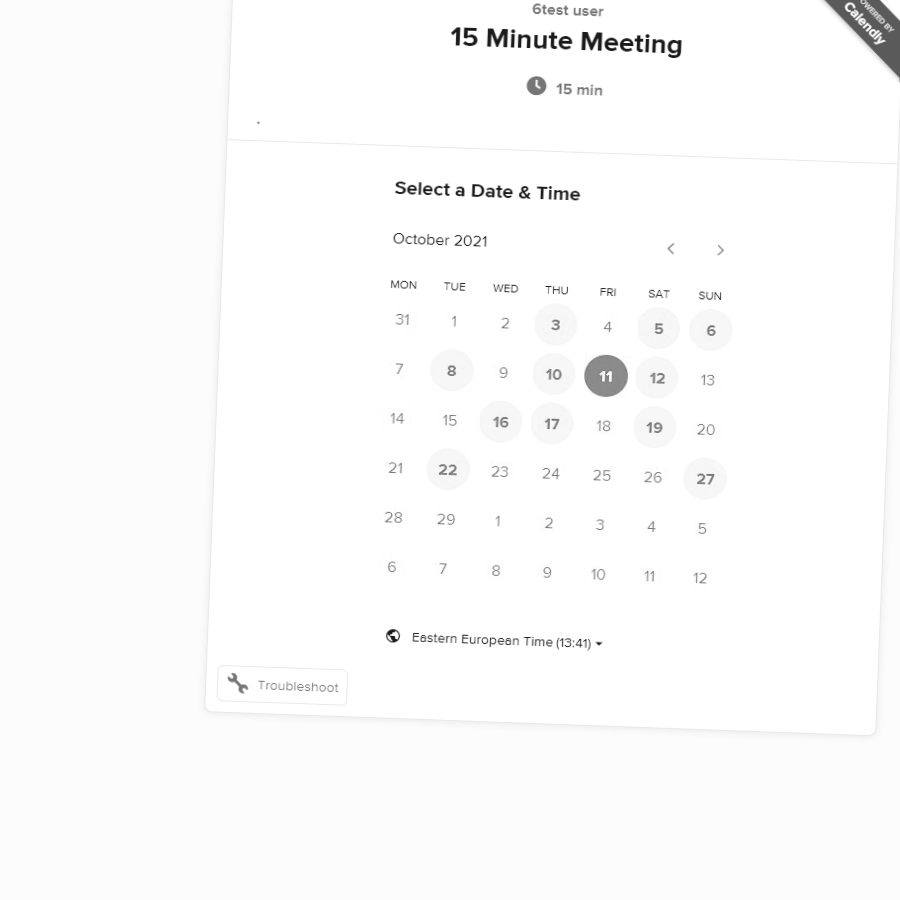 6test user
15 Minute Meeting
15 min
.
Calendly
Select a Date & Time
October 2021
MON TUE WED THU FRI SAT SUN
31 1 2 3 4 5 6
7 8 9 10 11 12 13
14 15 16 17 18 19 20
21 22 23 24 25 26 27
28 29 1 2 3 4 5
6 7 8 9 10 11 12
Eastern European Time (13:41)
Troubleshoot